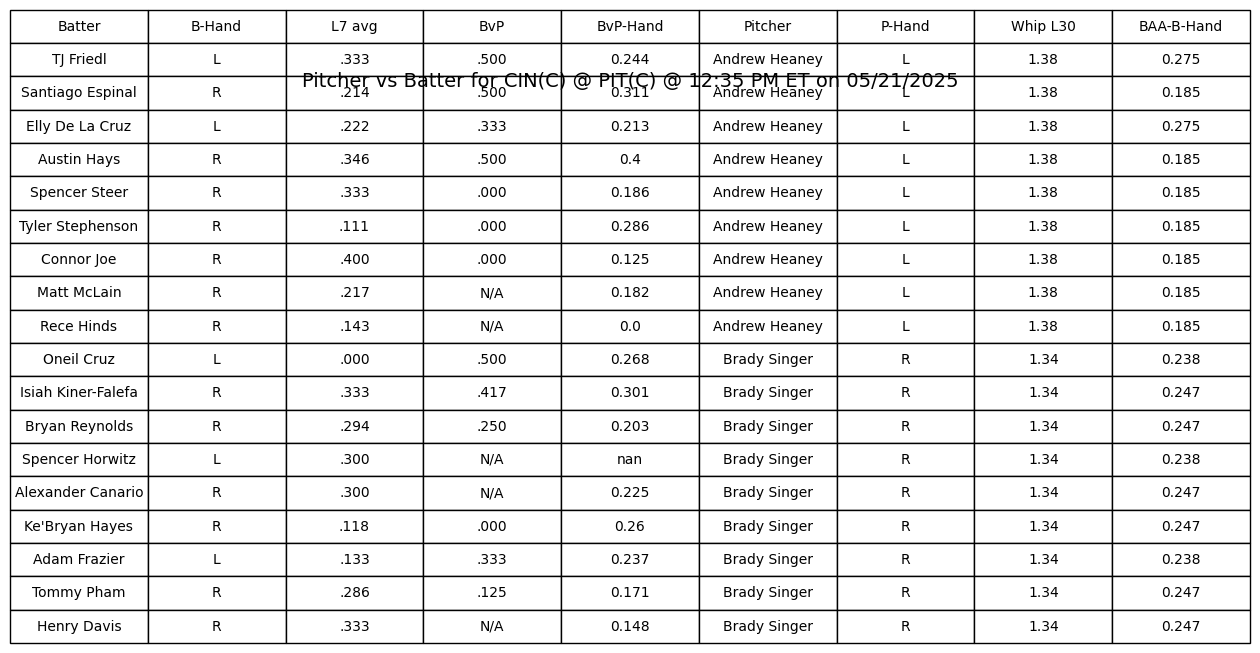 Batter B-Hand L7 avg BvP BvP-Hand Pitcher P-Hand Whip L30 BAA-B-Hand
TJ Friedl L .333 .500 0.244 Andrew Heaney L 1.38 0.275
Pitcher vs Batter for CIN(C) @ PIT(C) @ 12:35 PM ET on 05/21/2025
Santiago Espinal R .214 .500 0.311 Andrew Heaney L 1.38 0.185
Elly De La Cruz L .222 .333 0.213 Andrew Heaney L 1.38 0.275
Austin Hays R .346 .500 0.4 Andrew Heaney L 1.38 0.185
Spencer Steer R .333 .000 0.186 Andrew Heaney L 1.38 0.185
Tyler Stephenson R .111 .000 0.286 Andrew Heaney L 1.38 0.185
Connor Joe R .400 .000 0.125 Andrew Heaney L 1.38 0.185
Matt McLain R .217 N/A 0.182 Andrew Heaney L 1.38 0.185
Rece Hinds R .143 N/A 0.0 Andrew Heaney L 1.38 0.185
Oneil Cruz L .000 .500 0.268 Brady Singer R 1.34 0.238
Isiah Kiner-Falefa R .333 .417 0.301 Brady Singer R 1.34 0.247
Bryan Reynolds R .294 .250 0.203 Brady Singer R 1.34 0.247
Spencer Horwitz L .300 N/A nan Brady Singer R 1.34 0.238
Alexander Canario R .300 N/A 0.225 Brady Singer R 1.34 0.247
Ke'Bryan Hayes R .118 .000 0.26 Brady Singer R 1.34 0.247
Adam Frazier L .133 .333 0.237 Brady Singer R 1.34 0.238
Tommy Pham R .286 .125 0.171 Brady Singer R 1.34 0.247
Henry Davis R .333 N/A 0.148 Brady Singer R 1.34 0.247